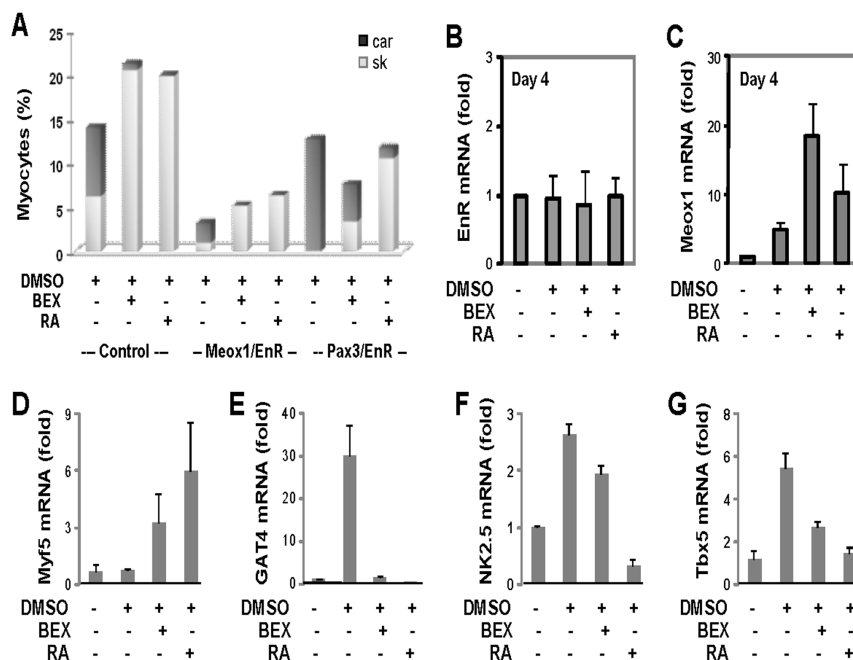 A
car
sk
Myocytes (%)
25
20
15
10
5
0
DMSO + + + + + + + + +
BEX - + - - + - - + -
RA - - + - - + - - +
--- Control --- – Meox1/EnR – -- Pax3/EnR –
B
EnR mRNA (fold)
3
2
1
0
Day 4
DMSO - + + +
BEX - - + -
RA - - - +
C
Meox1 mRNA (fold)
30
20
10
0
Day 4
DMSO - + + +
BEX - - + -
RA - - - +
D
Myf5 mRNA (fold)
9
6
3
0
DMSO - + + +
BEX - - + -
RA - - - +
E
GAT4 mRNA (fold)
40
30
20
10
0
DMSO - + + +
BEX - - + -
RA - - - +
F
NK2.5 mRNA (fold)
3
2
1
0
DMSO - + + +
BEX - - + -
RA - - - +
G
Tbx5 mRNA (fold)
8
6
4
2
0
DMSO - + + +
BEX - - + -
RA - - - +